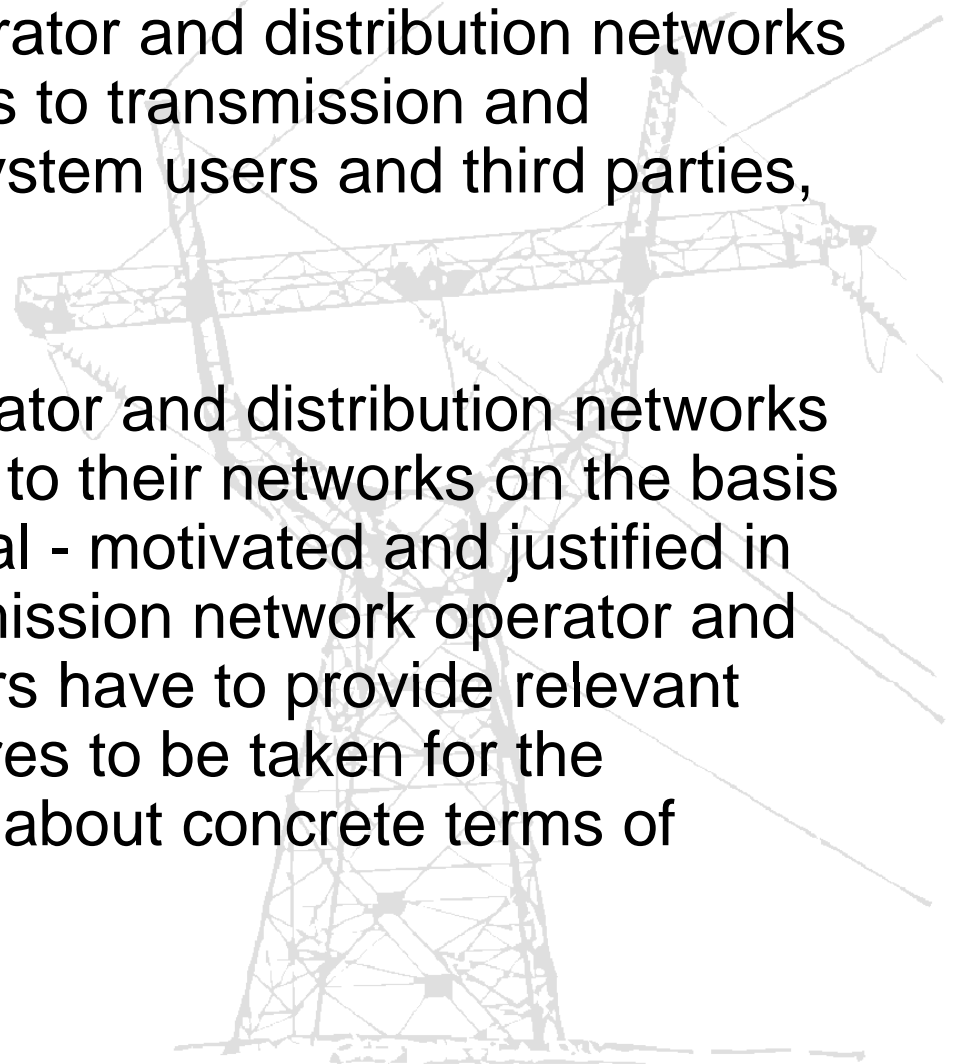 rator and distribution networks
s to transmission and
ystem users and third parties,
ator and distribution networks
to their networks on the basis
al - motivated and justified in
mission network operator and
rs have to provide relevant
res to be taken for the
about concrete terms of